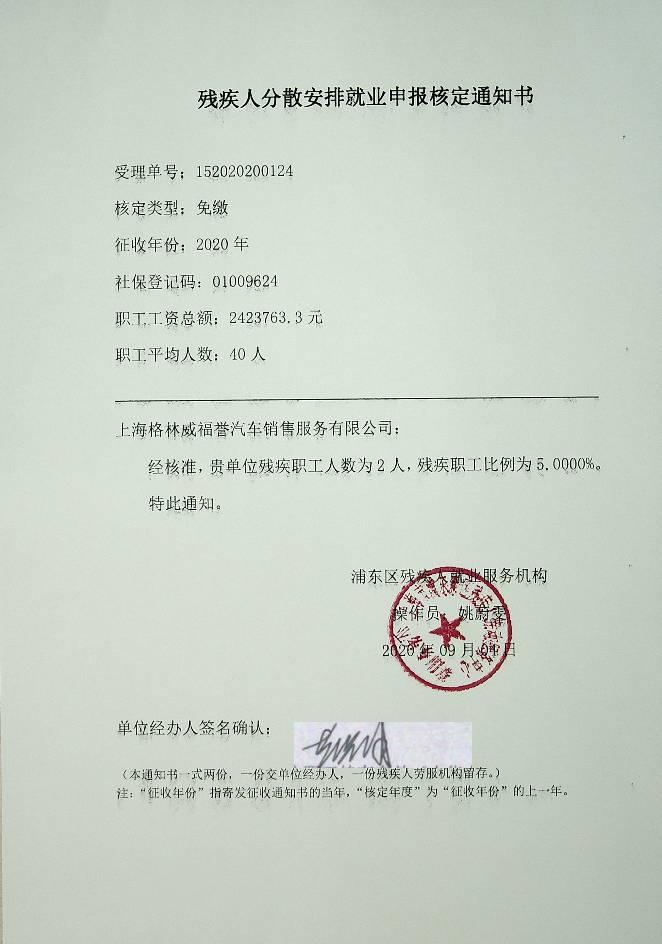 残疾人分散安排就业申报核定通知书
受理单号：152020200124
核定类型：免缴
征收年份：2020 年
社保登记码：01009624
职工工资总额：2423763.3 元
职工平均人数：40 人
上海格林威福誉汽车销售服务有限公司：
经核准，贵单位残疾职工人数为 2 人，残疾职工比例为 5.0000%。
特此通知。
浦东区残疾人就业服务机构
操作员：姚蔚雯
2020 年 09 月 04 日
单位经办人签名确认：
（本通知书一式两份，一份交单位经办人，一份残疾人劳服机构留存。）
注：“征收年份”指寄发征收通知书的当年，“核定年度”为“征收年份”的上一年。